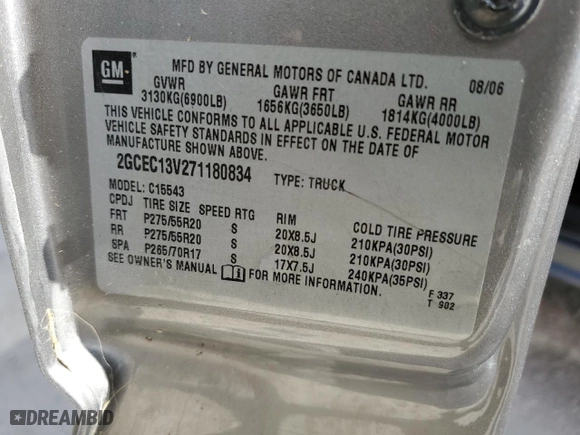 GM
MFD BY GENERAL MOTORS OF CANADA LTD. 08/06
GVWR GAWR FRT GAWR RR
3130KG(6900LB) 1656KG(3650LB) 1814KG(4000LB)
THIS VEHICLE CONFORMS TO ALL APPLICABLE U.S. FEDERAL MOTOR
VEHICLE SAFETY STANDARDS IN EFFECT ON THE DATE OF
MANUFACTURE SHOWN ABOVE.
2GCEC13V271180834 TYPE: TRUCK
MODEL: C15543
CPDJ TIRE SIZE SPEED RTG RIM COLD TIRE PRESSURE
FRT P275/55R20 S 20X8.5J 210KPA(30PSI)
RR P275/55R20 S 20X8.5J 210KPA(30PSI)
SPA P265/70R17 S 17X7.5J 240KPA(35PSI)
SEE OWNER'S MANUAL FOR MORE INFORMATION.
F 337
T 902
DREAMBID